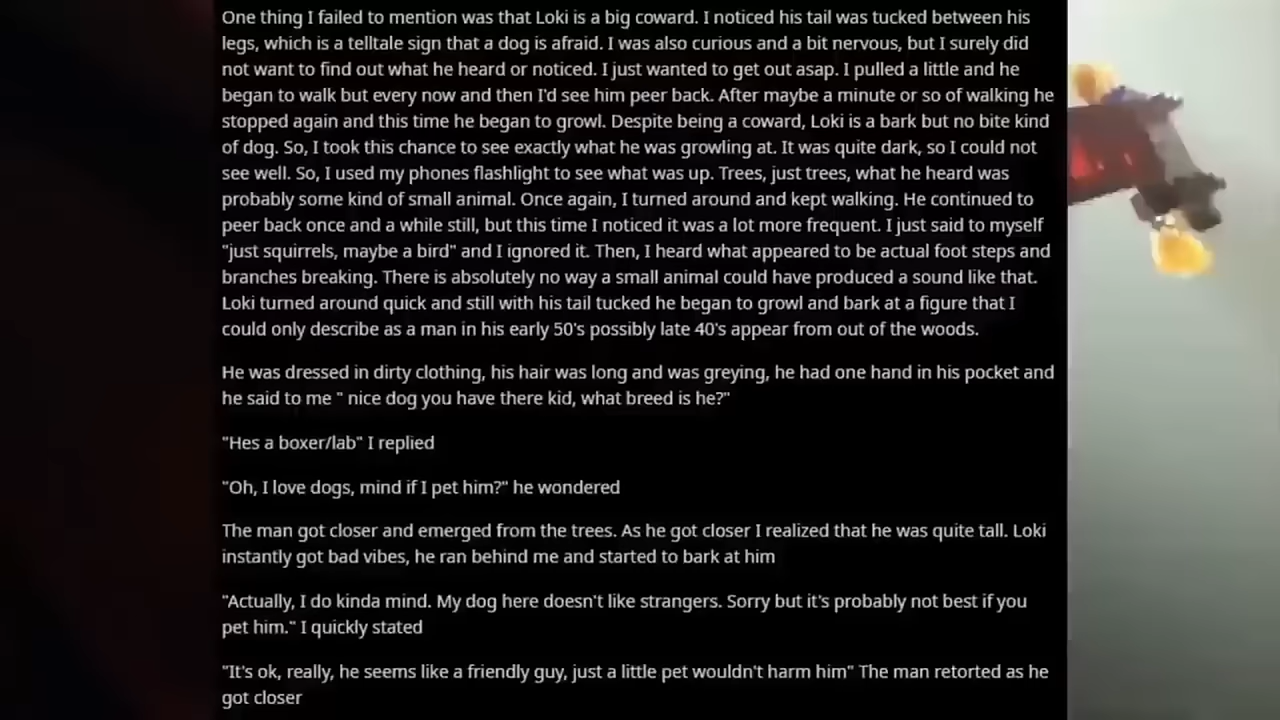 One thing I failed to mention was that Loki is a big coward. I noticed his tail was tucked between his
legs, which is a telltale sign that a dog is afraid. I was also curious and a bit nervous, but I surely did
not want to find out what he heard or noticed. I just wanted to get out asap. I pulled a little and he
began to walk but every now and then I'd see him peer back. After maybe a minute or so of walking he
stopped again and this time he began to growl. Despite being a coward, Loki is a bark but no bite kind
of dog. So, I took this chance to see exactly what he was growling at. It was quite dark, so I could not
see well. So, I used my phones flashlight to see what was up. Trees, just trees, what he heard was
probably some kind of small animal. Once again, I turned around and kept walking. He continued to
peer back once and a while still, but this time I noticed it was a lot more frequent. I just said to myself
"just squirrels, maybe a bird" and I ignored it. Then, I heard what appeared to be actual foot steps and
branches breaking. There is absolutely no way a small animal could have produced a sound like that.
Loki turned around quick and still with his tail tucked he began to growl and bark at a figure that I
could only describe as a man in his early 50's possibly late 40's appear from out of the woods.
He was dressed in dirty clothing, his hair was long and was greying, he had one hand in his pocket and
he said to me " nice dog you have there kid, what breed is he?"
"Hes a boxer/lab" I replied
"Oh, I love dogs, mind if I pet him?" he wondered
The man got closer and emerged from the trees. As he got closer I realized that he was quite tall. Loki
instantly got bad vibes, he ran behind me and started to bark at him
"Actually, I do kinda mind. My dog here doesn't like strangers. Sorry but it's probably not best if you
pet him." I quickly stated
"It's ok, really, he seems like a friendly guy, just a little pet wouldn't harm him" The man retorted as he
got closer